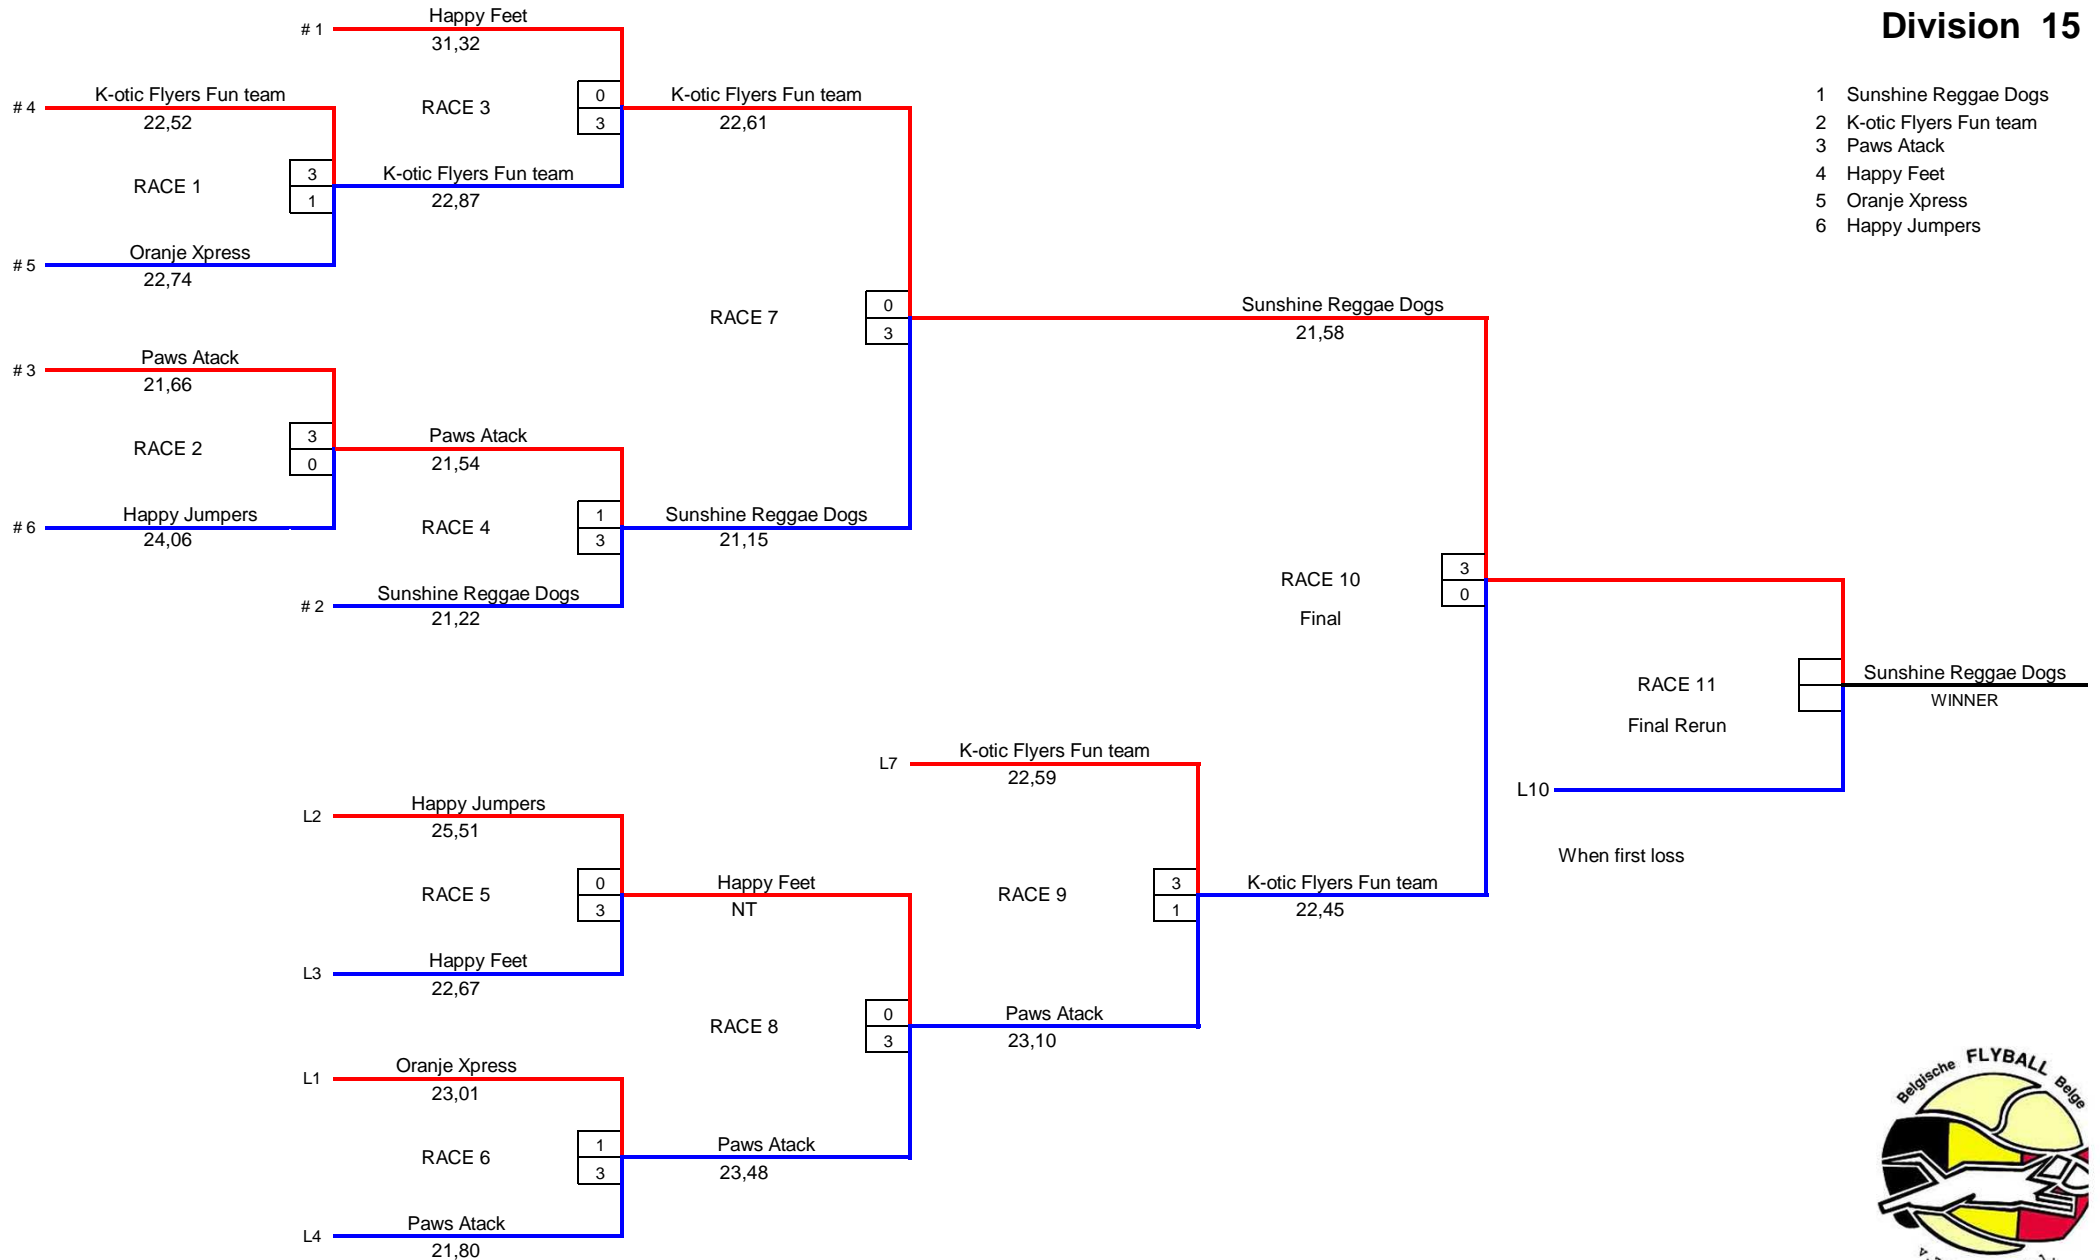 Division 15
1 Sunshine Reggae Dogs
2 K-otic Flyers Fun team
3 Paws Atack
4 Happy Feet
5 Oranje Xpress
6 Happy Jumpers
# 1
Happy Feet
31,32
# 4
K-otic Flyers Fun team
22,52
RACE 3
0
3
K-otic Flyers Fun team
22,61
RACE 1
3
1
K-otic Flyers Fun team
22,87
# 5
Oranje Xpress
22,74
RACE 7
0
3
Sunshine Reggae Dogs
21,58
# 3
Paws Atack
21,66
RACE 2
3
0
Paws Atack
21,54
# 6
Happy Jumpers
24,06
RACE 4
1
3
Sunshine Reggae Dogs
21,15
# 2
Sunshine Reggae Dogs
21,22
RACE 10
Final
3
0
RACE 11
Final Rerun
Sunshine Reggae Dogs
WINNER
L7
K-otic Flyers Fun team
22,59
L10
When first loss
L2
Happy Jumpers
25,51
RACE 5
0
3
Happy Feet
NT
RACE 9
3
1
K-otic Flyers Fun team
22,45
L3
Happy Feet
22,67
RACE 8
0
3
Paws Atack
23,10
L1
Oranje Xpress
23,01
RACE 6
1
3
Paws Atack
23,48
L4
Paws Atack
21,80
Belgische FLYBALL Belge